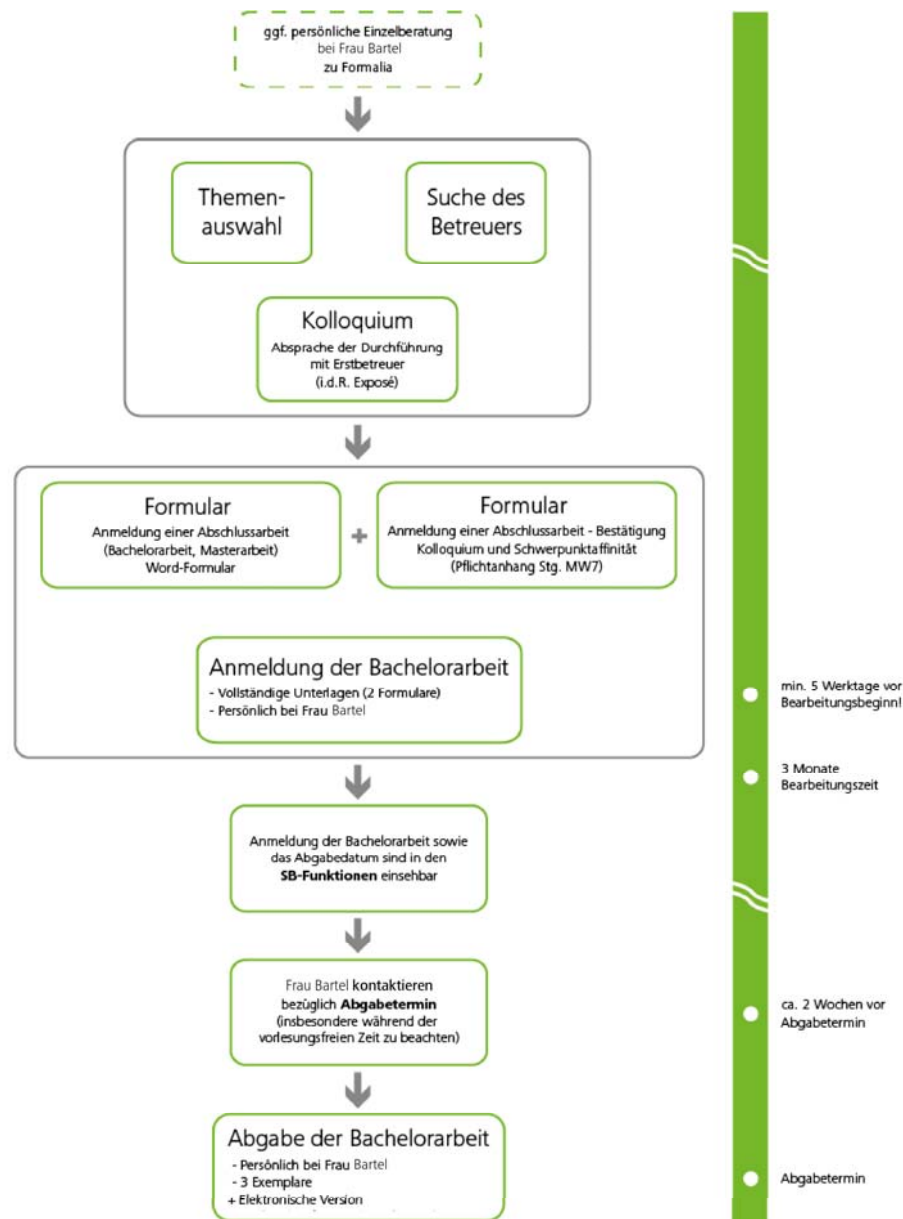 ggf. persönliche Einzelberatung
bei Frau Bartel
zu Formalia
Themen-
auswahl
Suche des
Betreuers
Kolloquium
Absprache der Durchführung
mit Erstbetreuer
(i.d.R. Exposé)
Formular
Anmeldung einer Abschlussarbeit
(Bachelorarbeit, Masterarbeit)
Word-Formular
+
Formular
Anmeldung einer Abschlussarbeit - Bestätigung
Kolloquium und Schwerpunktaffinität
(Pflichtanhang Stg. MW7)
Anmeldung der Bachelorarbeit
- Vollständige Unterlagen (2 Formulare)
- Persönlich bei Frau Bartel
min. 5 Werktage vor
Bearbeitungsbeginn!
3 Monate
Bearbeitungszeit
Anmeldung der Bachelorarbeit sowie
das Abgabedatum sind in den
SB-Funktionen einsehbar
Frau Bartel kontaktieren
bezüglich Abgabetermin
(insbesondere während der
vorlesungsfreien Zeit zu beachten)
ca. 2 Wochen vor
Abgabetermin
Abgabe der Bachelorarbeit
- Persönlich bei Frau Bartel
- 3 Exemplare
+ Elektronische Version
Abgabetermin